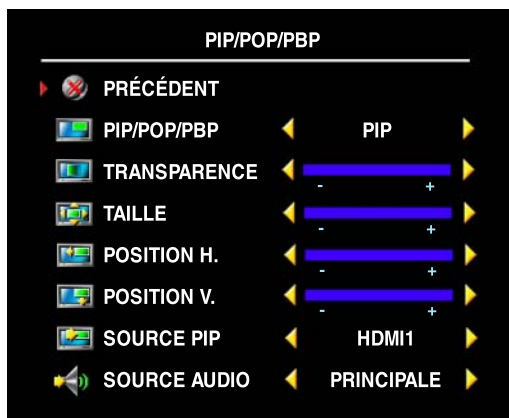 PIP/POP/PBP
PRÉCÉDENT
PIP/POP/PBP PIP
TRANSPARENCE
- +
TAILLE
- +
POSITION H.
- +
POSITION V.
- +
SOURCE PIP HDMI1
SOURCE AUDIO PRINCIPALE